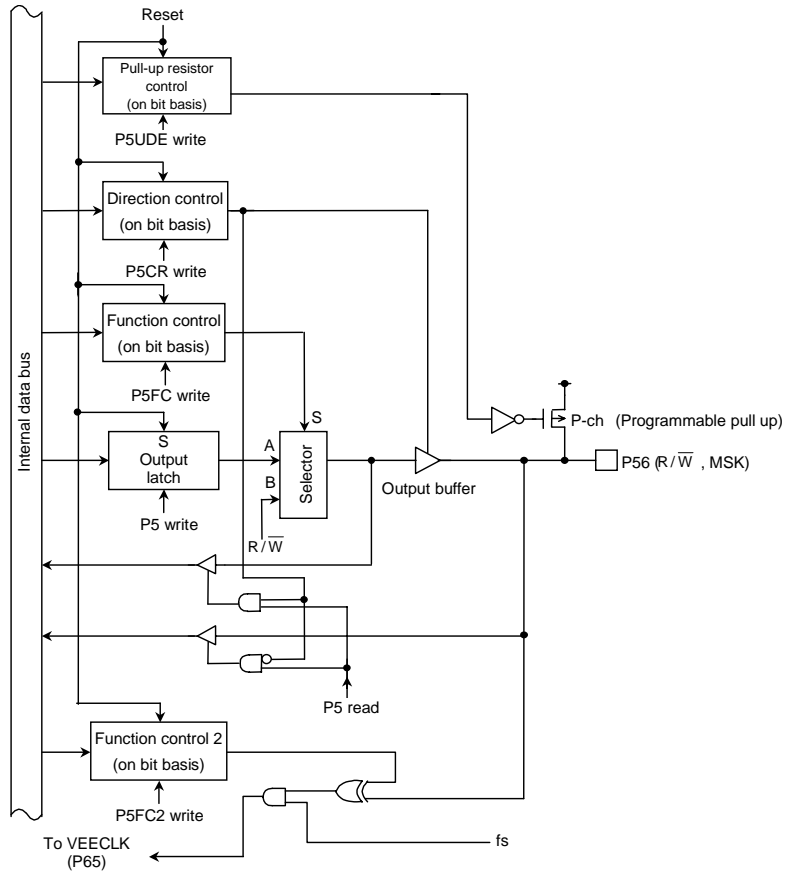 Reset
Pull-up resistor
control
(on bit basis)
P5UDE write
Direction control
(on bit basis)
P5CR write
Function control
(on bit basis)
P5FC write
Internal data bus
S
Output
latch
P5 write
A
B
S
Selector
R/W̅
Output buffer
P-ch (Programmable pull up)
P56 (R/W̅, MSK)
P5 read
Function control 2
(on bit basis)
P5FC2 write
To VEECLK
(P65)
fs